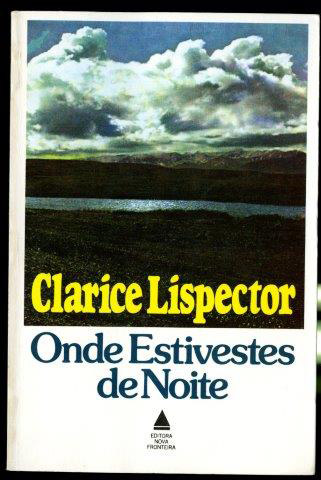 Clarice Lispector
Onde Estivestes
de Noite
EDITORA
NOVA
FRONTEIRA